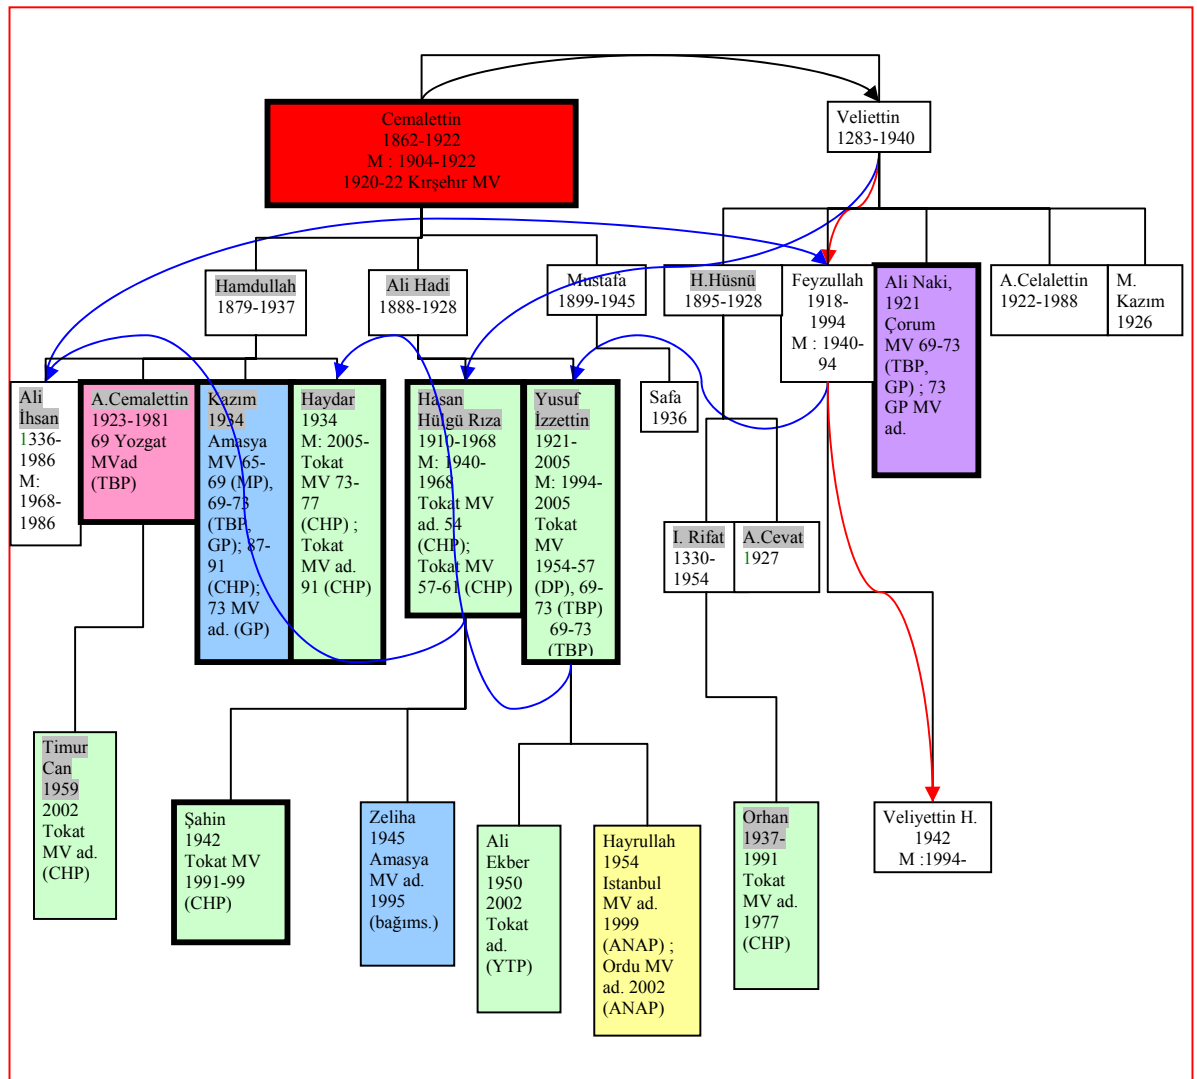 Cemalettin
1862-1922
M : 1904-1922
1920-22 Kırşehir MV
Veliettin
1283-1940
Hamdullah
1879-1937
Ali Hadi
1888-1928
Mustafa
1899-1945
H.Hüsnü
1895-1928
Feyzullah
1918-
1994
M : 1940-
94
Ali Naki,
1921
Çorum
MV 69-73
(TBP,
GP) ; 73
GP MV
ad.
A.Celalettin
1922-1988
M.
Kazım
1926
Ali
İhsan
1336-
1986
M:
1968-
1986
A.Cemalettin
1923-1981
69 Yozgat
MVad
(TBP)
Kazım
1934
Amasya
MV 65-
69 (MP),
69-73
(TBP,
GP); 87-
91
(CHP);
73 MV
ad. (GP)
Haydar
1934
M: 2005-
Tokat
MV 73-
77
(CHP) ;
Tokat
MV ad.
91 (CHP)
Hasan
Hülgü Rıza
1910-1968
M: 1940-
1968
Tokat MV
ad. 54
(CHP);
Tokat MV
57-61 (CHP)
Yusuf
İzzettin
1921-
2005
M: 1994-
2005
Tokat
MV
1954-57
(DP), 69-
73 (TBP)
69-73
(TBP)
Safa
1936
I. Rifat
1330-
1954
A.Cevat
1927
Timur
Can
1959
2002
Tokat
MV ad.
(CHP)
Şahin
1942
Tokat MV
1991-99
(CHP)
Zeliha
1945
Amasya
MV ad.
1995
(bağıms.)
Ali
Ekber
1950
2002
Tokat
ad.
(YTP)
Hayrullah
1954
Istanbul
MV ad.
1999
(ANAP) ;
Ordu MV
ad. 2002
(ANAP)
Orhan
1937-
1991
Tokat
MV ad.
1977
(CHP)
Veliyettin H.
1942
M :1994-